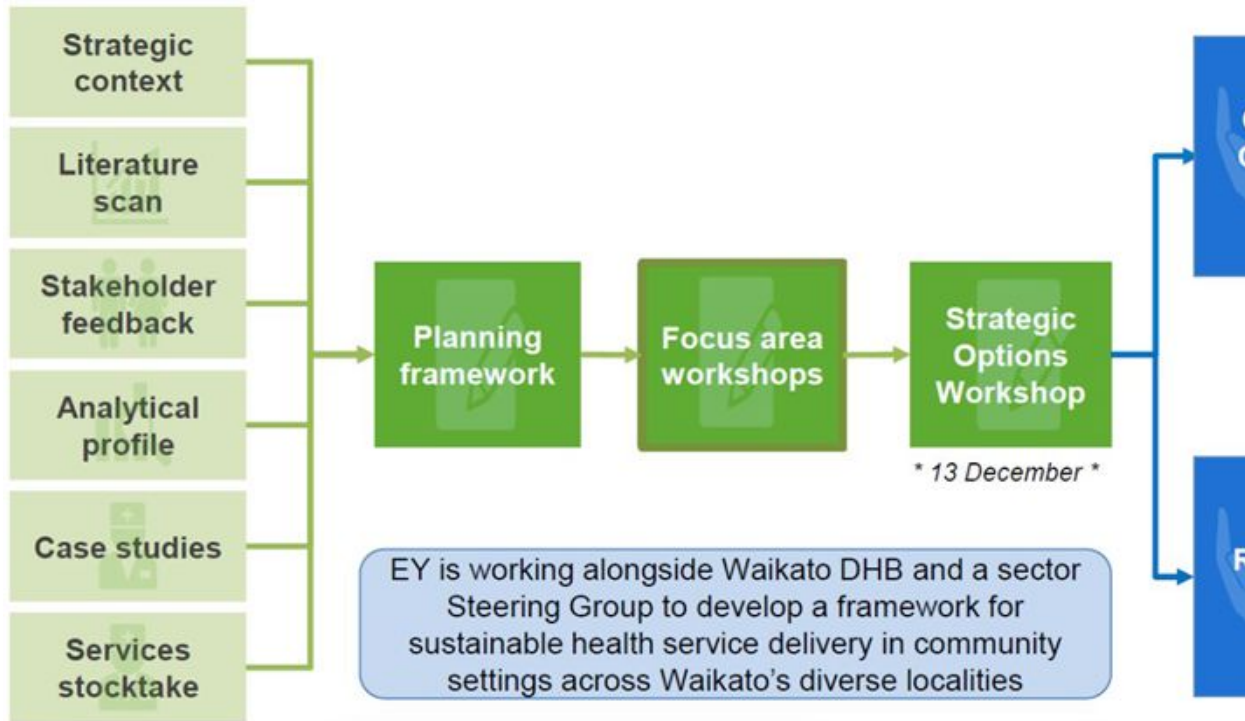 Strategic
context
Literature
scan
Stakeholder
feedback
Analytical
profile
Case studies
Services
stocktake
Planning
framework
Focus area
workshops
Strategic
Options
Workshop
* 13 December *
EY is working alongside Waikato DHB and a sector
Steering Group to develop a framework for
sustainable health service delivery in community
settings across Waikato's diverse localities